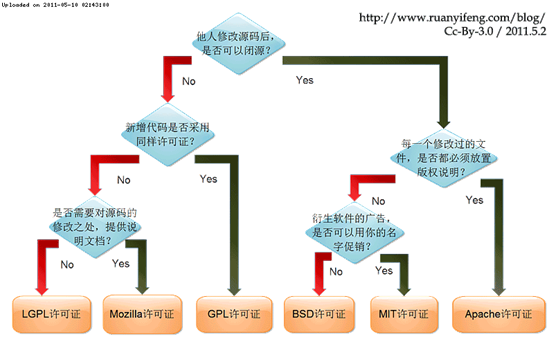 Uploaded on 2011-05-10 02:43:00
http://www.ruanyifeng.com/blog/
Cc-By-3.0 / 2011.5.2
他人修改源码后,
是否可以闭源?
No
Yes
新增代码是否采用
同样许可证?
每一个修改过的文
件,是否都必须放置
版权说明?
No
Yes
No
Yes
是否需要对源码的
修改之处,提供说
明文档?
衍生软件的广告,
是否可以用你的名
字促销?
No
Yes
No
Yes
LGPL许可证
Mozilla许可证
GPL许可证
BSD许可证
MIT许可证
Apache许可证